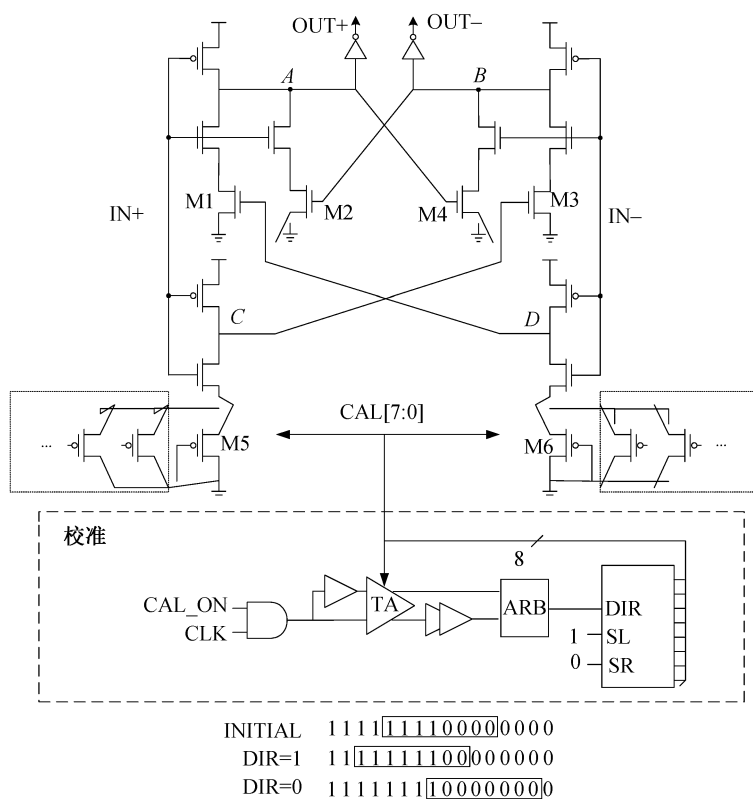 OUT+
OUT–
A
B
M1
M2
M4
M3
IN+
IN–
C
D
CAL[7:0]
...
M5
M6
...
校准
8
CAL_ON
CLK
TA
ARB
DIR
1
SL
0
SR
INITIAL 1111111100000000
DIR=1 1111111100000000
DIR=0 1111111100000000